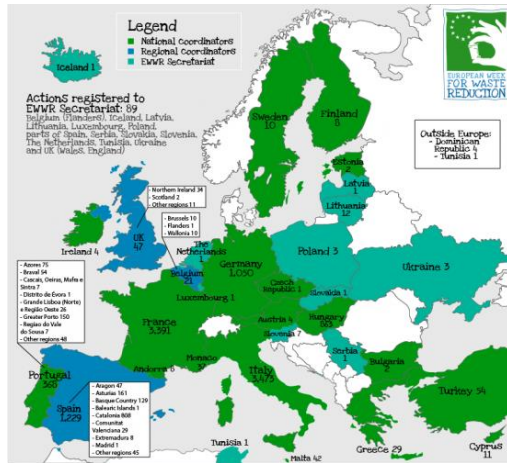 Legend
National Coordinators
Regional Coordinators
EWWR Secretariat
EUROPEAN WEEK
FOR WASTE
REDUCTION
Iceland 1
Actions registered to
EWWR Secretariat: 89
Belgium (Flanders), Iceland, Latvia,
Lithuania, Luxembourg, Poland,
parts of Spain, Serbia, Slovakia, Slovenia,
The Netherlands, Tunisia, Ukraine
and UK (Wales, England)
Sweden
10
Finland
Outside Europe:
- Dominican
Republic 4
- Tunisia 1
Estonia
2
Latvia
1
Lithuania
12
- Northern Ireland 34
- Scotland 2
- Other regions 11
- Brussels 10
- Flanders 1
- Wallonia 10
Ireland 4
UK
47
The
Netherlands
1
Belgium
21
Germany
1,050
Poland 3
Ukraine 3
Luxembourg 1
Czech
Republic 1
Slovakia 1
- Azores 75
- Braval 54
- Cascais, Oeiras, Mafra e
Sintra 7
- Distrito de Évora 1
- Grande Lisboa (Norte)
e Região Oeste 26
- Greater Porto 150
- Regiao do Vale
do Sousa 7
- Other regions 48
France
3,391
Austria 4
Hungary
Slovenia 7
Serbia
1
Bulgaria
2
Andorra 6
Monaco
37
Italy
3,473
Portugal
368
Spain
1,229
- Aragon 47
- Asturias 161
- Basque Country 129
- Balearic Islands 1
- Catalonia 808
- Comunitat
Valenciana 29
- Extremadura 8
- Madrid 1
- Other regions 45
Turkey 54
Greece 29
Cyprus
11
Tunisia 1
Malta 42